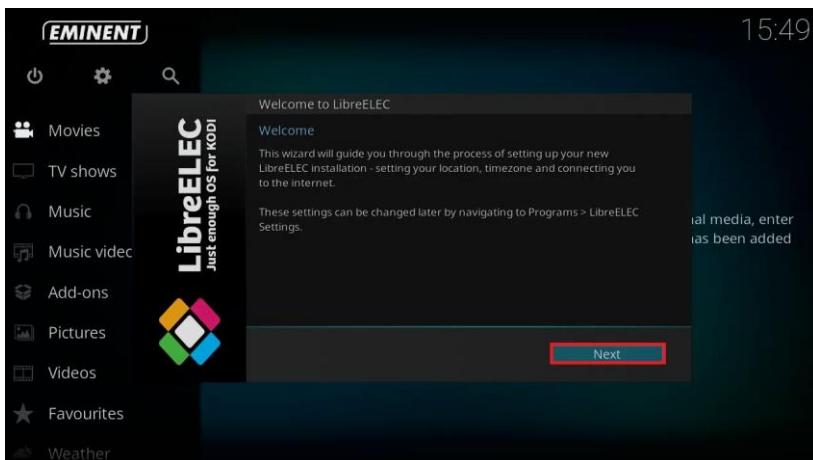 EMINENT
15:49
Movies
TV shows
Music
Music videc
Add-ons
Pictures
Videos
Favourites
Weather
LibreELEC
Just enough OS for KODI
Welcome to LibreELEC
Welcome
This wizard will guide you through the process of setting up your new
LibreELEC installation - setting your location, timezone and connecting you
to the internet.
These settings can be changed later by navigating to Programs > LibreELEC
Settings.
Next
al media, enter
as been added